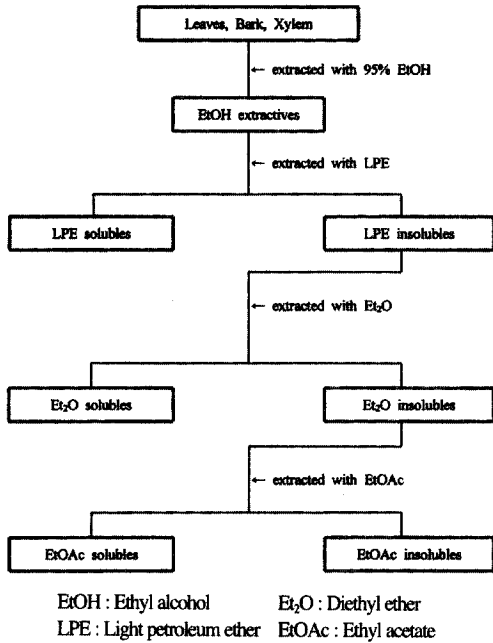 Leaves, Bark, Xylem
← extracted with 95% EtOH
EtOH extractives
← extracted with LPE
LPE solubles LPE insolubles
← extracted with Et₂O
Et₂O solubles Et₂O insolubles
← extracted with EtOAc
EtOAc solubles EtOAc insolubles
EtOH : Ethyl alcohol Et₂O : Diethyl ether
LPE : Light petroleum ether EtOAc : Ethyl acetate